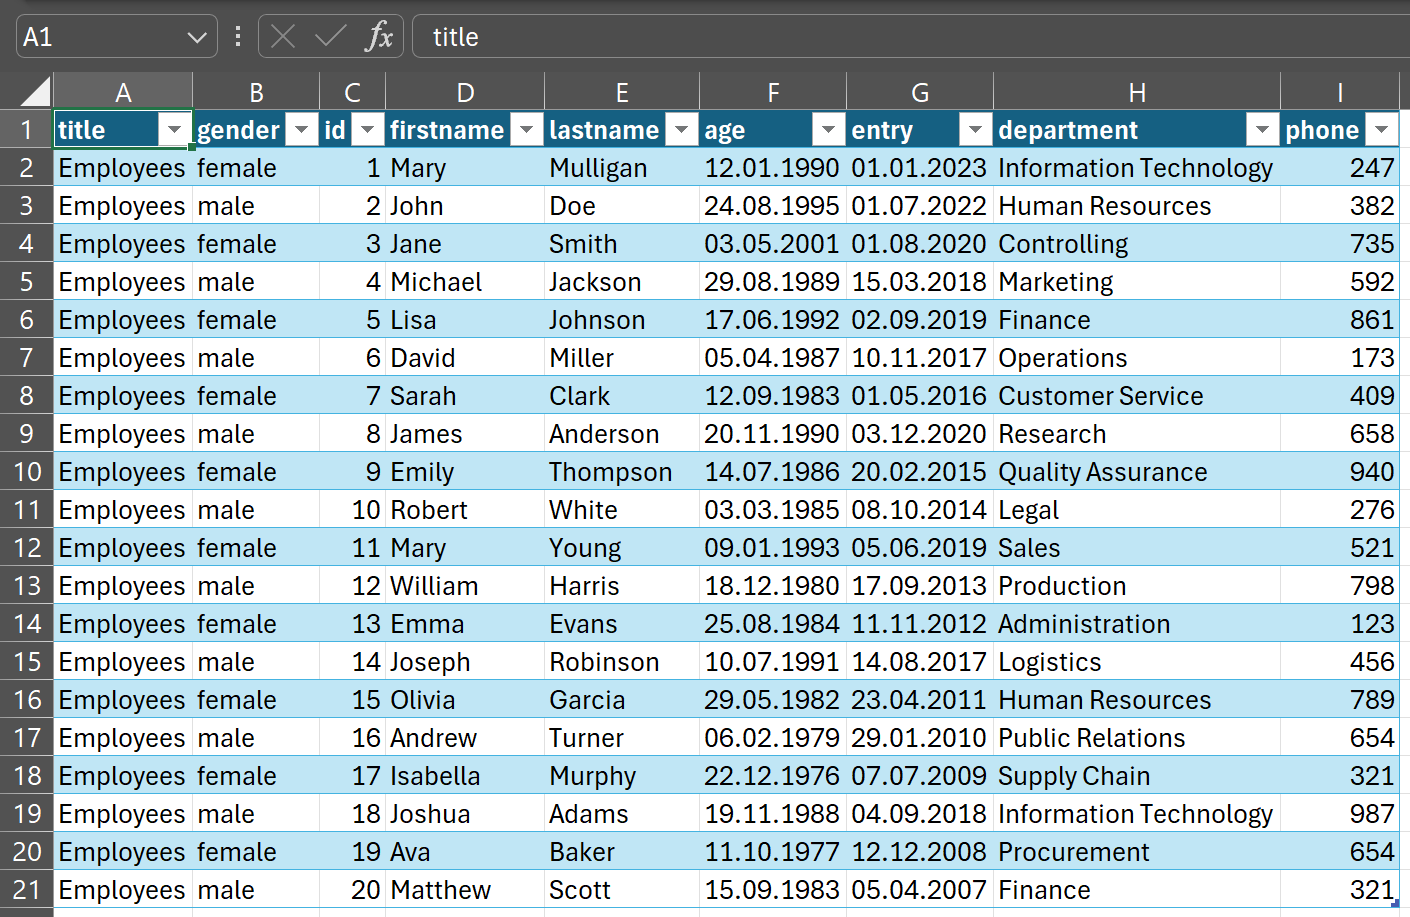 A1 fx title
A B C D E F G H I
1 title gender id firstname lastname age entry department phone
2 Employees female 1 Mary Mulligan 12.01.1990 01.01.2023 Information Technology 247
3 Employees male 2 John Doe 24.08.1995 01.07.2022 Human Resources 382
4 Employees female 3 Jane Smith 03.05.2001 01.08.2020 Controlling 735
5 Employees male 4 Michael Jackson 29.08.1989 15.03.2018 Marketing 592
6 Employees female 5 Lisa Johnson 17.06.1992 02.09.2019 Finance 861
7 Employees male 6 David Miller 05.04.1987 10.11.2017 Operations 173
8 Employees female 7 Sarah Clark 12.09.1983 01.05.2016 Customer Service 409
9 Employees male 8 James Anderson 20.11.1990 03.12.2020 Research 658
10 Employees female 9 Emily Thompson 14.07.1986 20.02.2015 Quality Assurance 940
11 Employees male 10 Robert White 03.03.1985 08.10.2014 Legal 276
12 Employees female 11 Mary Young 09.01.1993 05.06.2019 Sales 521
13 Employees male 12 William Harris 18.12.1980 17.09.2013 Production 798
14 Employees female 13 Emma Evans 25.08.1984 11.11.2012 Administration 123
15 Employees male 14 Joseph Robinson 10.07.1991 14.08.2017 Logistics 456
16 Employees female 15 Olivia Garcia 29.05.1982 23.04.2011 Human Resources 789
17 Employees male 16 Andrew Turner 06.02.1979 29.01.2010 Public Relations 654
18 Employees female 17 Isabella Murphy 22.12.1976 07.07.2009 Supply Chain 321
19 Employees male 18 Joshua Adams 19.11.1988 04.09.2018 Information Technology 987
20 Employees female 19 Ava Baker 11.10.1977 12.12.2008 Procurement 654
21 Employees male 20 Matthew Scott 15.09.1983 05.04.2007 Finance 321